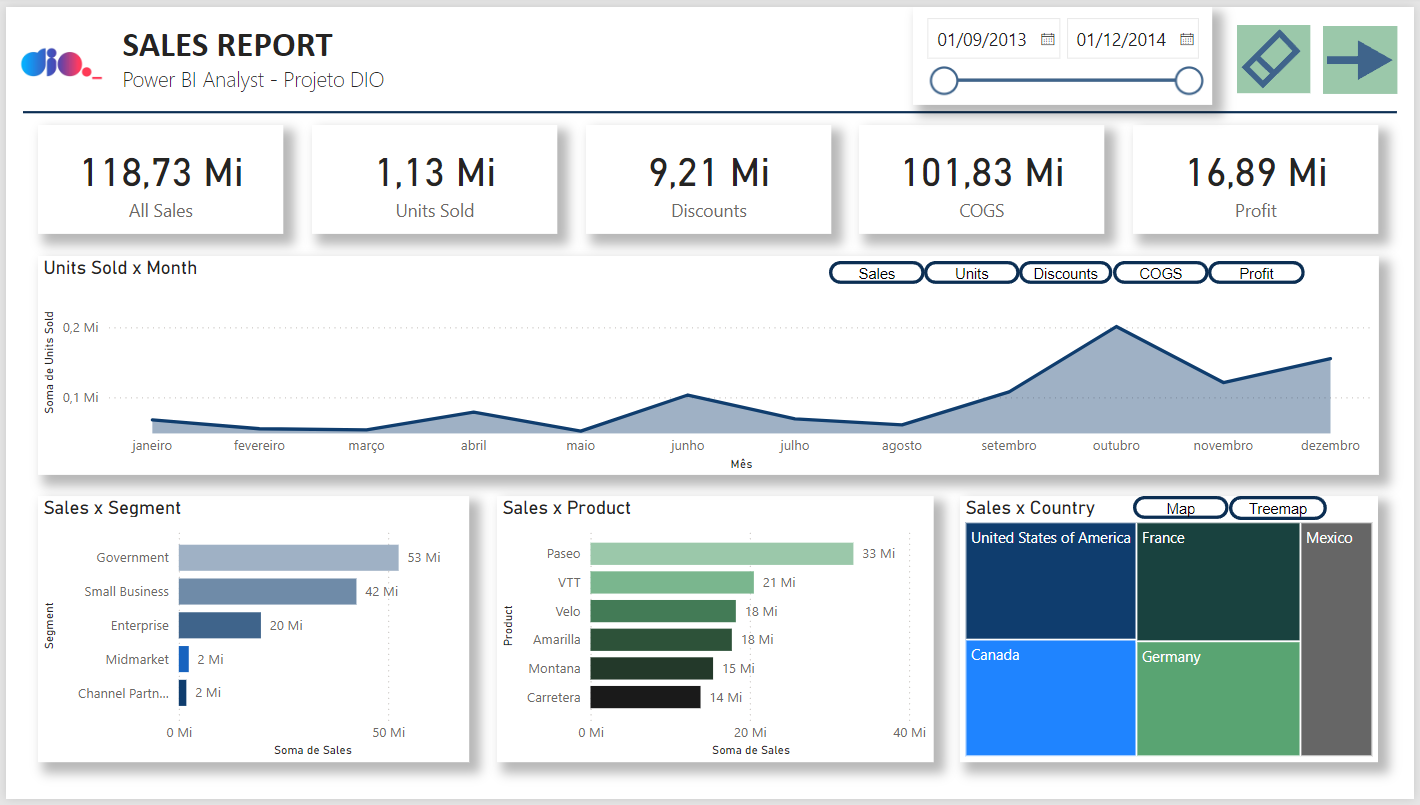 dio.
SALES REPORT
Power BI Analyst - Projeto DIO
01/09/2013 01/12/2014
118,73 Mi
All Sales
1,13 Mi
Units Sold
9,21 Mi
Discounts
101,83 Mi
COGS
16,89 Mi
Profit
Units Sold x Month
Sales Units Discounts COGS Profit
Soma de Units Sold
0,2 Mi
0,1 Mi
janeiro fevereiro março abril maio junho julho agosto setembro outubro novembro dezembro
Mês
Sales x Segment
Segment
Government 53 Mi
Small Business 42 Mi
Enterprise 20 Mi
Midmarket 2 Mi
Channel Partn... 2 Mi
0 Mi 50 Mi
Soma de Sales
Sales x Product
Product
Paseo 33 Mi
VTT 21 Mi
Velo 18 Mi
Amarilla 18 Mi
Montana 15 Mi
Carretera 14 Mi
0 Mi 20 Mi 40 Mi
Soma de Sales
Sales x Country
Map Treemap
United States of America France Mexico
Canada Germany